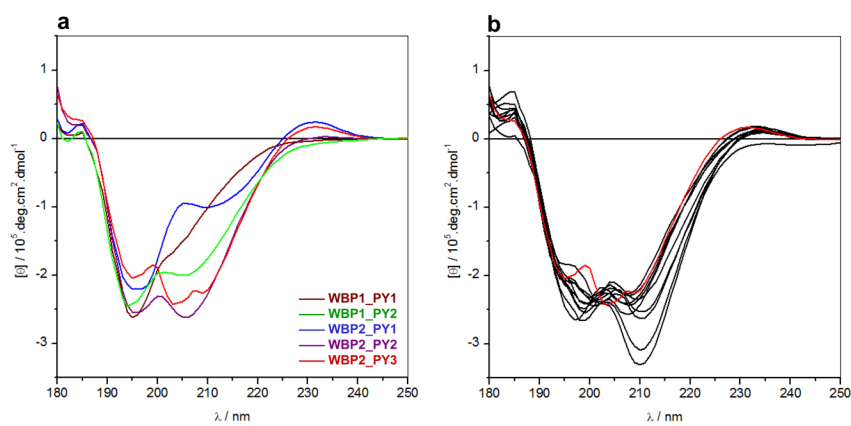 a
[Θ] / 10⁵.deg.cm².dmol⁻¹
1
0
-1
-2
-3
180 190 200 210 220 230 240 250
λ / nm
WBP1_PY1
WBP1_PY2
WBP2_PY1
WBP2_PY2
WBP2_PY3
b
[Θ] / 10⁵.deg.cm².dmol⁻¹
1
0
-1
-2
-3
180 190 200 210 220 230 240 250
λ / nm